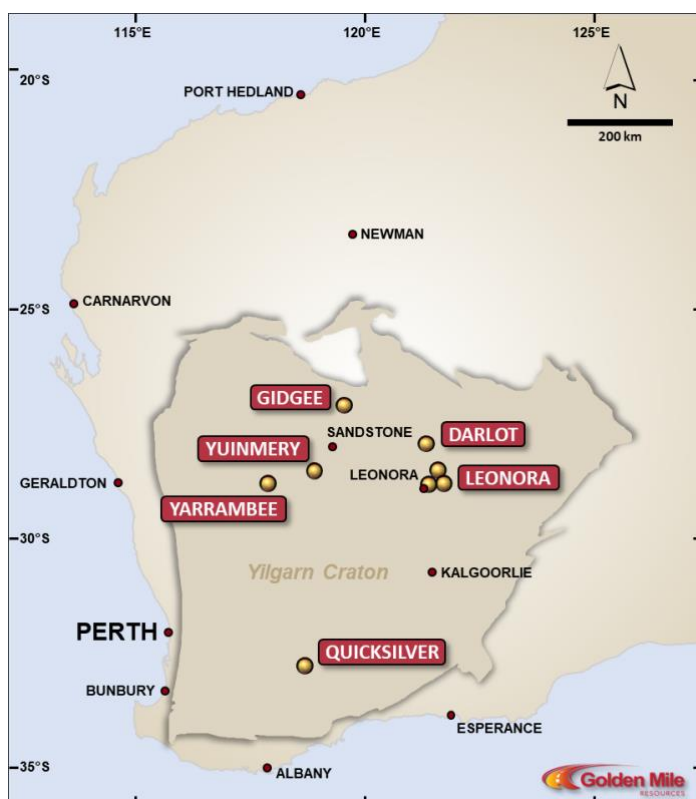 115°E
120°E
125°E
20°S
PORT HEDLAND
N
200 km
NEWMAN
25°S
CARNARVON
GIDGEE
SANDSTONE
DARLOT
YUINMERY
LEONORA
LEONORA
GERALDTON
YARRAMBEE
30°S
Yilgarn Craton
KALGOORLIE
PERTH
QUICKSILVER
BUNBURY
ESPERANCE
35°S
ALBANY
Golden Mile
RESOURCES